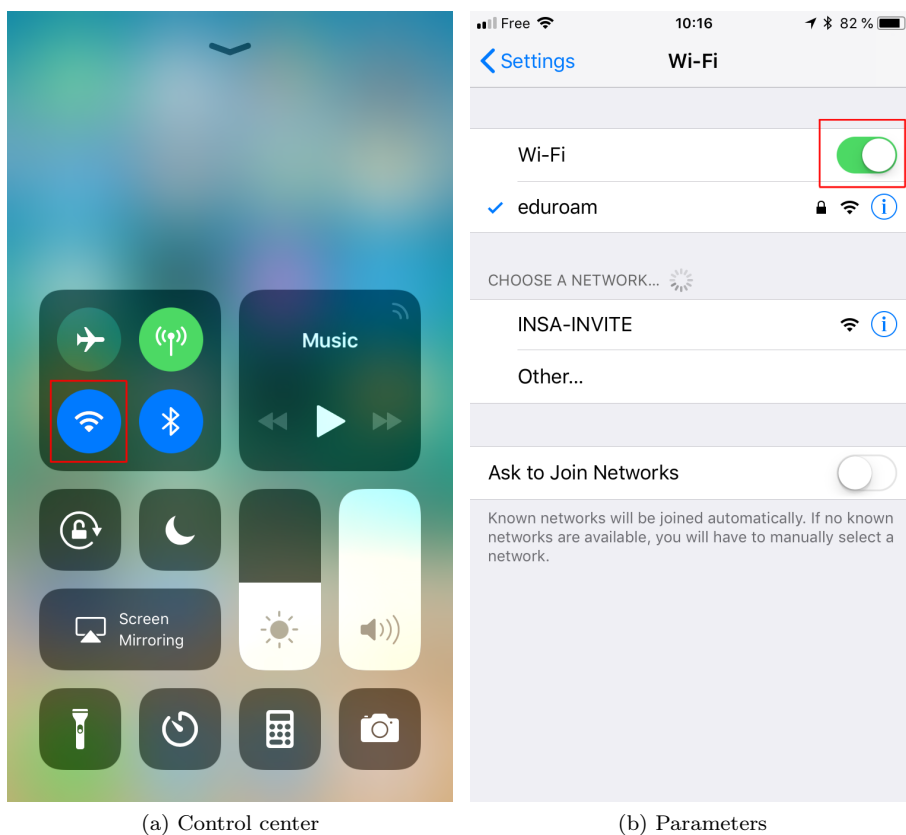 Music
Screen
Mirroring
(a) Control center
Free 10:16 82 %
Settings Wi-Fi
Wi-Fi
eduroam
CHOOSE A NETWORK...
INSA-INVITE
Other...
Ask to Join Networks
Known networks will be joined automatically. If no known
networks are available, you will have to manually select a
network.
(b) Parameters